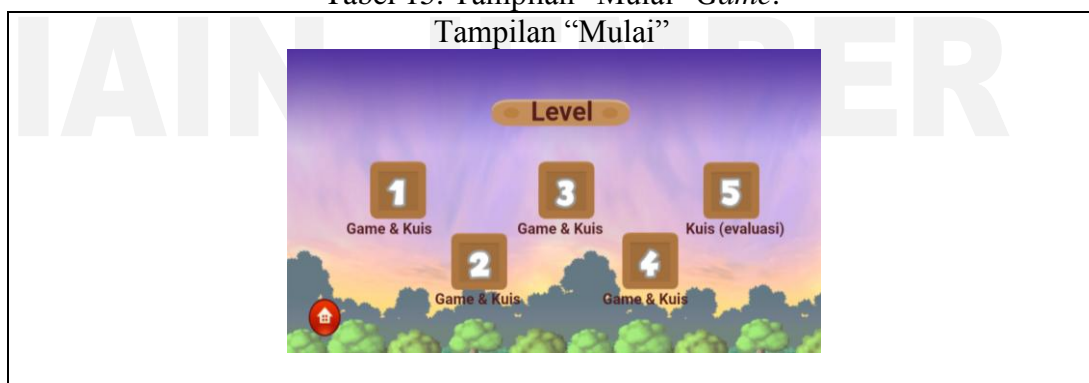 Tabel 13. Tampilan "Mulai" Game.
Tampilan “Mulai”
Level
1
3
5
Game & Kuis
Game & Kuis
Kuis (evaluasi)
2
4
Game & Kuis
Game & Kuis